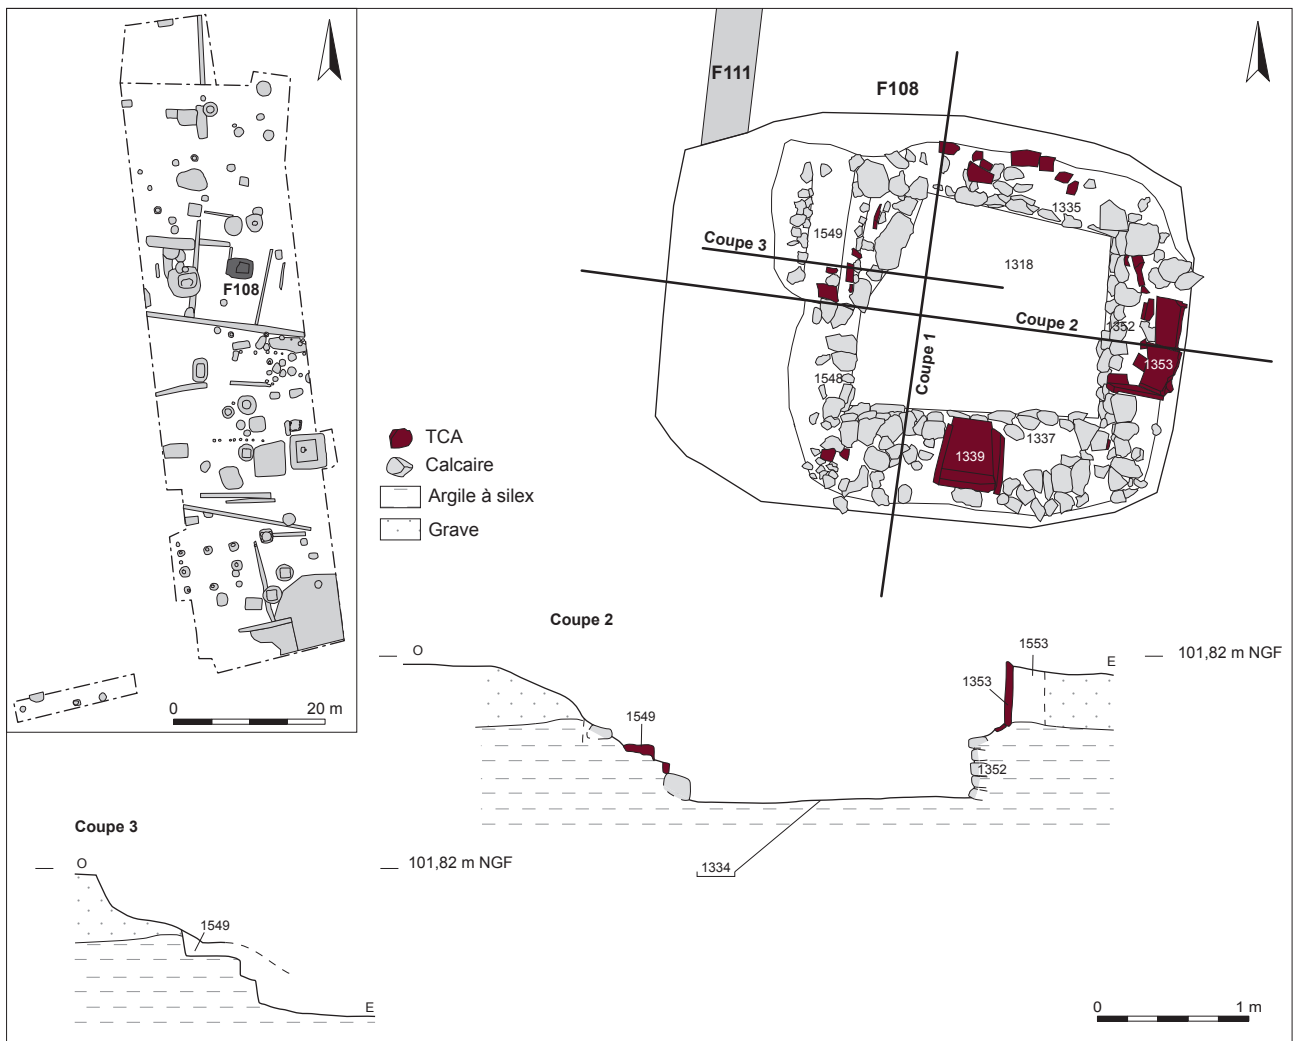 F108
0 20 m
F111
F108
1335
1549
Coupe 3
1318
Coupe 2
1352
Coupe 1
1353
1548
1337
1339
TCA
Calcaire
Argile à silex
Grave
Coupe 2
O
1553
E
101,82 m NGF
1353
1549
1352
1334
Coupe 3
O
101,82 m NGF
1549
E
0 1 m